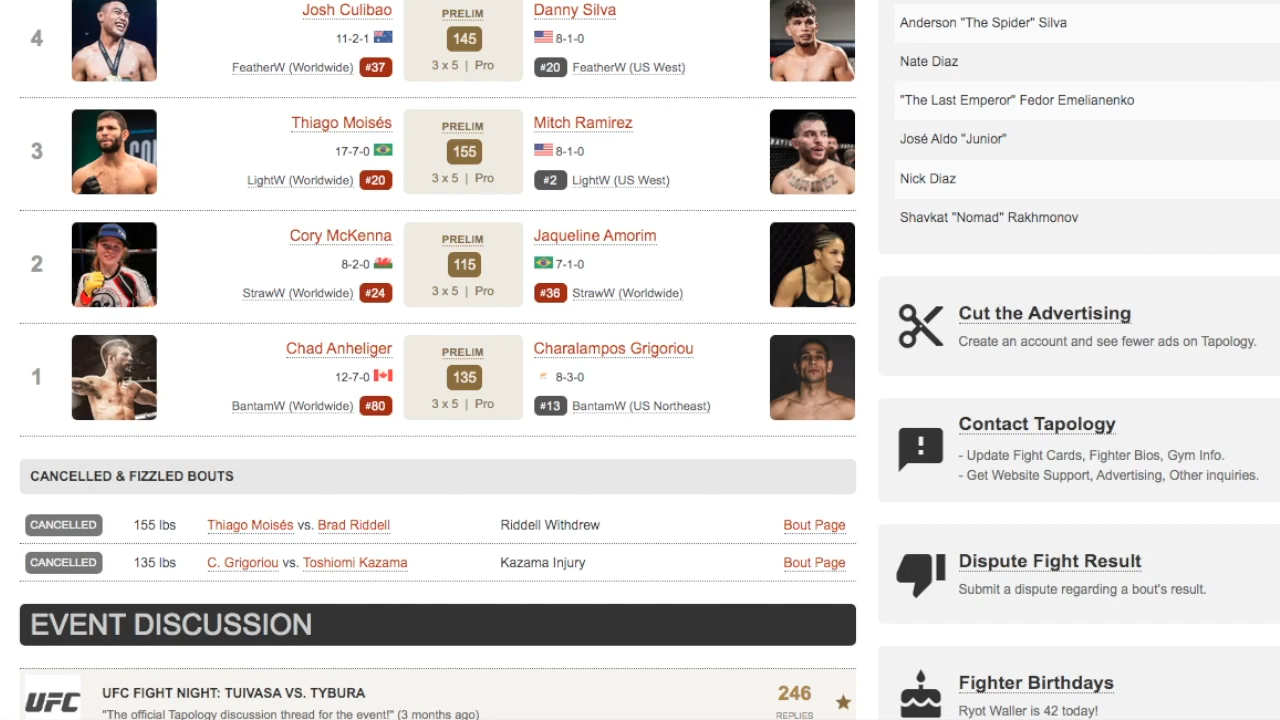 4
Josh Culibao
11-2-1
FeatherW (Worldwide) #37
PRELIM
145
3 x 5 | Pro
Danny Silva
8-1-0
#20 FeatherW (US West)
3
Thiago Moisés
17-7-0
LightW (Worldwide) #20
PRELIM
155
3 x 5 | Pro
Mitch Ramirez
8-1-0
#2 LightW (US West)
2
Cory McKenna
8-2-0
StrawW (Worldwide) #24
PRELIM
115
3 x 5 | Pro
Jaqueline Amorim
7-1-0
#36 StrawW (Worldwide)
1
Chad Anheliger
12-7-0
BantamW (Worldwide) #80
PRELIM
135
3 x 5 | Pro
Charalampos Grigoriou
8-3-0
#13 BantamW (US Northeast)
CANCELLED & FIZZLED BOUTS
CANCELLED 155 lbs Thiago Moisés vs. Brad Riddell Riddell Withdrew Bout Page
CANCELLED 135 lbs C. Grigoriou vs. Toshiomi Kazama Kazama Injury Bout Page
EVENT DISCUSSION
UFC
UFC FIGHT NIGHT: TUIVASA VS. TYBURA
"The official Tapology discussion thread for the event!" (3 months ago)
246
REPLIES
Anderson "The Spider" Silva
Nate Diaz
"The Last Emperor" Fedor Emelianenko
José Aldo "Junior"
Nick Diaz
Shavkat "Nomad" Rakhmonov
Cut the Advertising
Create an account and see fewer ads on Tapology.
Contact Tapology
- Update Fight Cards, Fighter Bios, Gym Info.
- Get Website Support, Advertising, Other inquiries.
Dispute Fight Result
Submit a dispute regarding a bout's result.
Fighter Birthdays
Ryot Waller is 42 today!